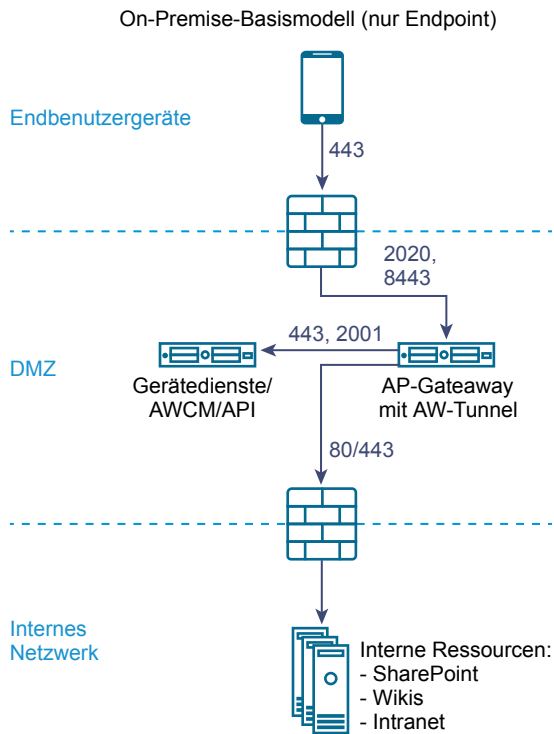 On-Premise-Basismodell (nur Endpoint)
Endbenutzergeräte
443
2020,
8443
443, 2001
DMZ
Gerätedienste/
AWCM/API
AP-Gateaway
mit AW-Tunnel
80/443
Internes
Netzwerk
Interne Ressourcen:
- SharePoint
- Wikis
- Intranet